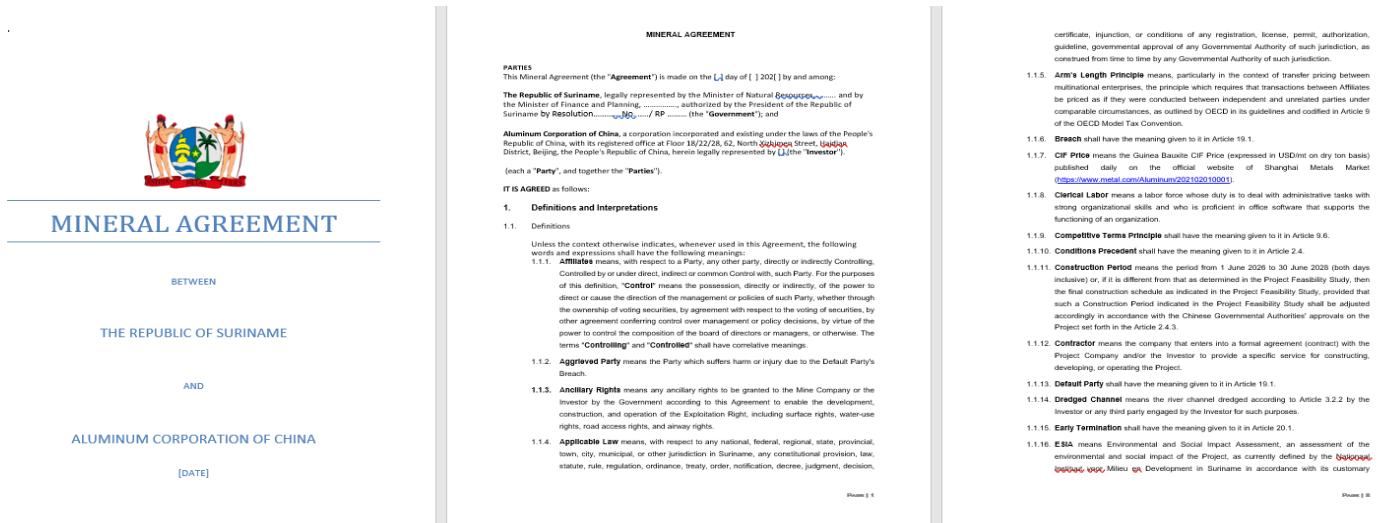 MINERAL AGREEMENT
BETWEEN
THE REPUBLIC OF SURINAME
AND
ALUMINUM CORPORATION OF CHINA
[DATE]
MINERAL AGREEMENT
PARTIES
This Mineral Agreement (the "Agreement") is made on the [ ] day of [ ] 202[ ] by and among:
The Republic of Suriname, legally represented by the Minister of Natural Resources............ and by
the Minister of Finance and Planning, ..............., authorized by the President of the Republic of
Suriname by Resolution...........No ...../ RP ......... (the "Government"); and
Aluminum Corporation of China, a corporation incorporated and existing under the laws of the People's
Republic of China, with its registered office at Floor 18/22/28, 62, North Xizhimen Street, Haidian
District, Beijing, the People's Republic of China, herein legally represented by [ ] (the "Investor").
(each a "Party", and together the "Parties").
IT IS AGREED as follows:
1. Definitions and Interpretations
1.1. Definitions
Unless the context otherwise indicates, whenever used in this Agreement, the following
words and expressions shall have the following meanings:
1.1.1. Affiliates means, with respect to a Party, any other party, directly or indirectly Controlling,
Controlled by or under direct, indirect or common Control with, such Party. For the purposes
of this definition, "Control" means the possession, directly or indirectly, of the power to
direct or cause the direction of the management or policies of such Party, whether through
the ownership of voting securities, by agreement with respect to the voting of securities, by
other agreement conferring control over management or policy decisions, by virtue of the
power to control the composition of the board of directors or managers, or otherwise. The
terms "Controlling" and "Controlled" shall have correlative meanings.
1.1.2. Aggrieved Party means the Party which suffers harm or injury due to the Default Party's
Breach.
1.1.3. Ancillary Rights means any ancillary rights to be granted to the Mine Company or the
Investor by the Government according to this Agreement to enable the development,
construction, and operation of the Exploitation Right, including surface rights, water-use
rights, road access rights, and airway rights.
1.1.4. Applicable Law means, with respect to any national, federal, regional, state, provincial,
town, city, municipal, or other jurisdiction in Suriname, any constitutional provision, law,
statute, rule, regulation, ordinance, treaty, order, notification, decree, judgment, decision,
Page | 1
certificate, injunction, or conditions of any registration, license, permit, authorization,
guideline, governmental approval of any Governmental Authority of such jurisdiction, as
construed from time to time by any Governmental Authority of such jurisdiction.
1.1.5. Arm's Length Principle means, particularly in the context of transfer pricing between
multinational enterprises, the principle which requires that transactions between Affiliates
be priced as if they were conducted between independent and unrelated parties under
comparable circumstances, as outlined by OECD in its guidelines and codified in Article 9
of the OECD Model Tax Convention.
1.1.6. Breach shall have the meaning given to it in Article 19.1.
1.1.7. CIF Price means the Guinea Bauxite CIF Price (expressed in USD/mt on dry ton basis)
published daily on the official website of Shanghai Metals Market
(https://www.metal.com/Aluminum/202102010001).
1.1.8. Clerical Labor means a labor force whose duty is to deal with administrative tasks with
strong organizational skills and who is proficient in office software that supports the
functioning of an organization.
1.1.9. Competitive Terms Principle shall have the meaning given to it in Article 9.6.
1.1.10. Conditions Precedent shall have the meaning given to it in Article 2.4.
1.1.11. Construction Period means the period from 1 June 2026 to 30 June 2028 (both days
inclusive) or, if it is different from that as determined in the Project Feasibility Study, then
the final construction schedule as indicated in the Project Feasibility Study, provided that
such a Construction Period indicated in the Project Feasibility Study shall be adjusted
accordingly in accordance with the Chinese Governmental Authorities' approvals on the
Project set forth in the Article 2.4.3.
1.1.12. Contractor means the company that enters into a formal agreement (contract) with the
Project Company and/or the Investor to provide a specific service for constructing,
developing, or operating the Project.
1.1.13. Default Party shall have the meaning given to it in Article 19.1.
1.1.14. Dredged Channel means the river channel dredged according to Article 3.2.2 by the
Investor or any third party engaged by the Investor for such purposes.
1.1.15. Early Termination shall have the meaning given to it in Article 20.1.
1.1.16. ESIA means Environmental and Social Impact Assessment, an assessment of the
environmental and social impact of the Project, as currently defined by the Nationaal
Instituut voor Milieu en Development in Suriname in accordance with its customary
Page |